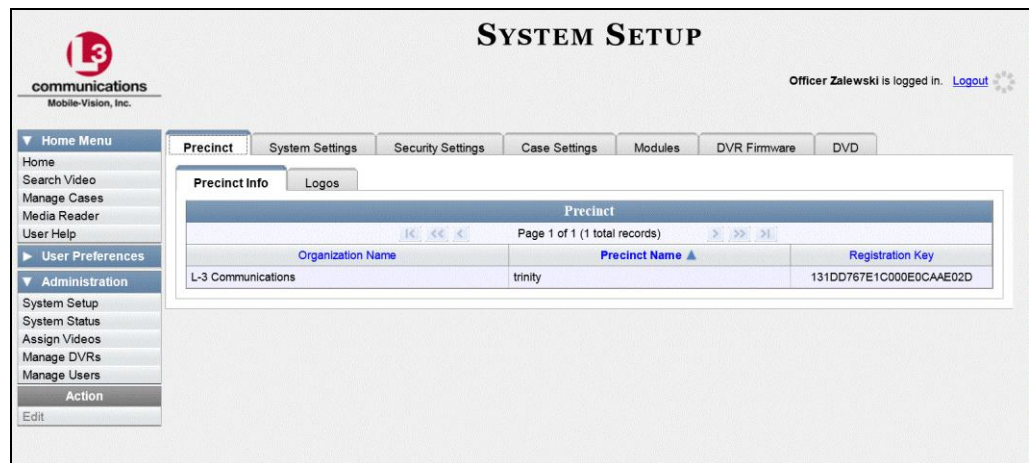 SYSTEM SETUP
L3
communications
Mobile-Vision, Inc.
Officer Zalewski is logged in. Logout
Home Menu
Home
Search Video
Manage Cases
Media Reader
User Help
User Preferences
Administration
System Setup
System Status
Assign Videos
Manage DVRs
Manage Users
Action
Edit
Precinct System Settings Security Settings Case Settings Modules DVR Firmware DVD
Precinct Info Logos
Precinct
|< << < Page 1 of 1 (1 total records) > >> >|
Organization Name Precinct Name Registration Key
L-3 Communications trinity 131DD767E1C000E0CAAE02D